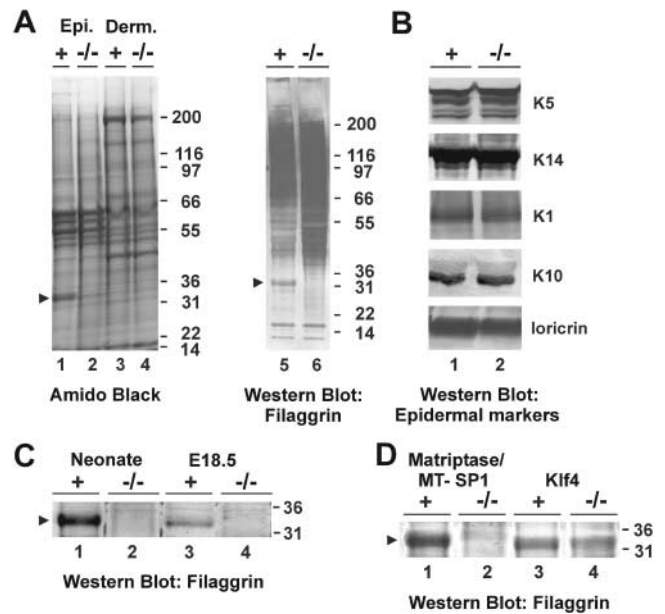 A
Epi. Derm.
+ -/- + -/-
200
116
97
66
55
36
31
22
14
1 2 3 4
Amido Black
+ -/-
200
116
97
66
55
36
31
22
14
5 6
Western Blot:
Filaggrin
B
+ -/-
K5
K14
K1
K10
loricrin
1 2
Western Blot:
Epidermal markers
C
Neonate E18.5
+ -/- + -/-
36
31
1 2 3 4
Western Blot: Filaggrin
D
Matriptase/
MT- SP1 Klf4
+ -/- + -/-
36
31
1 2 3 4
Western Blot: Filaggrin